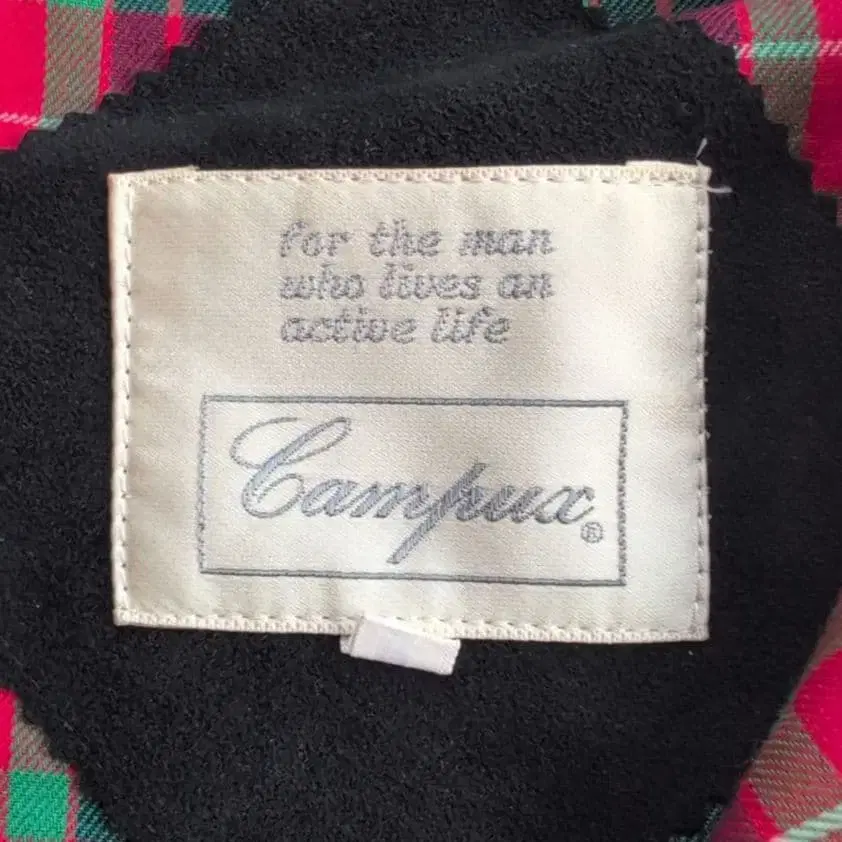 for the man
who lives an
active life
Campux®